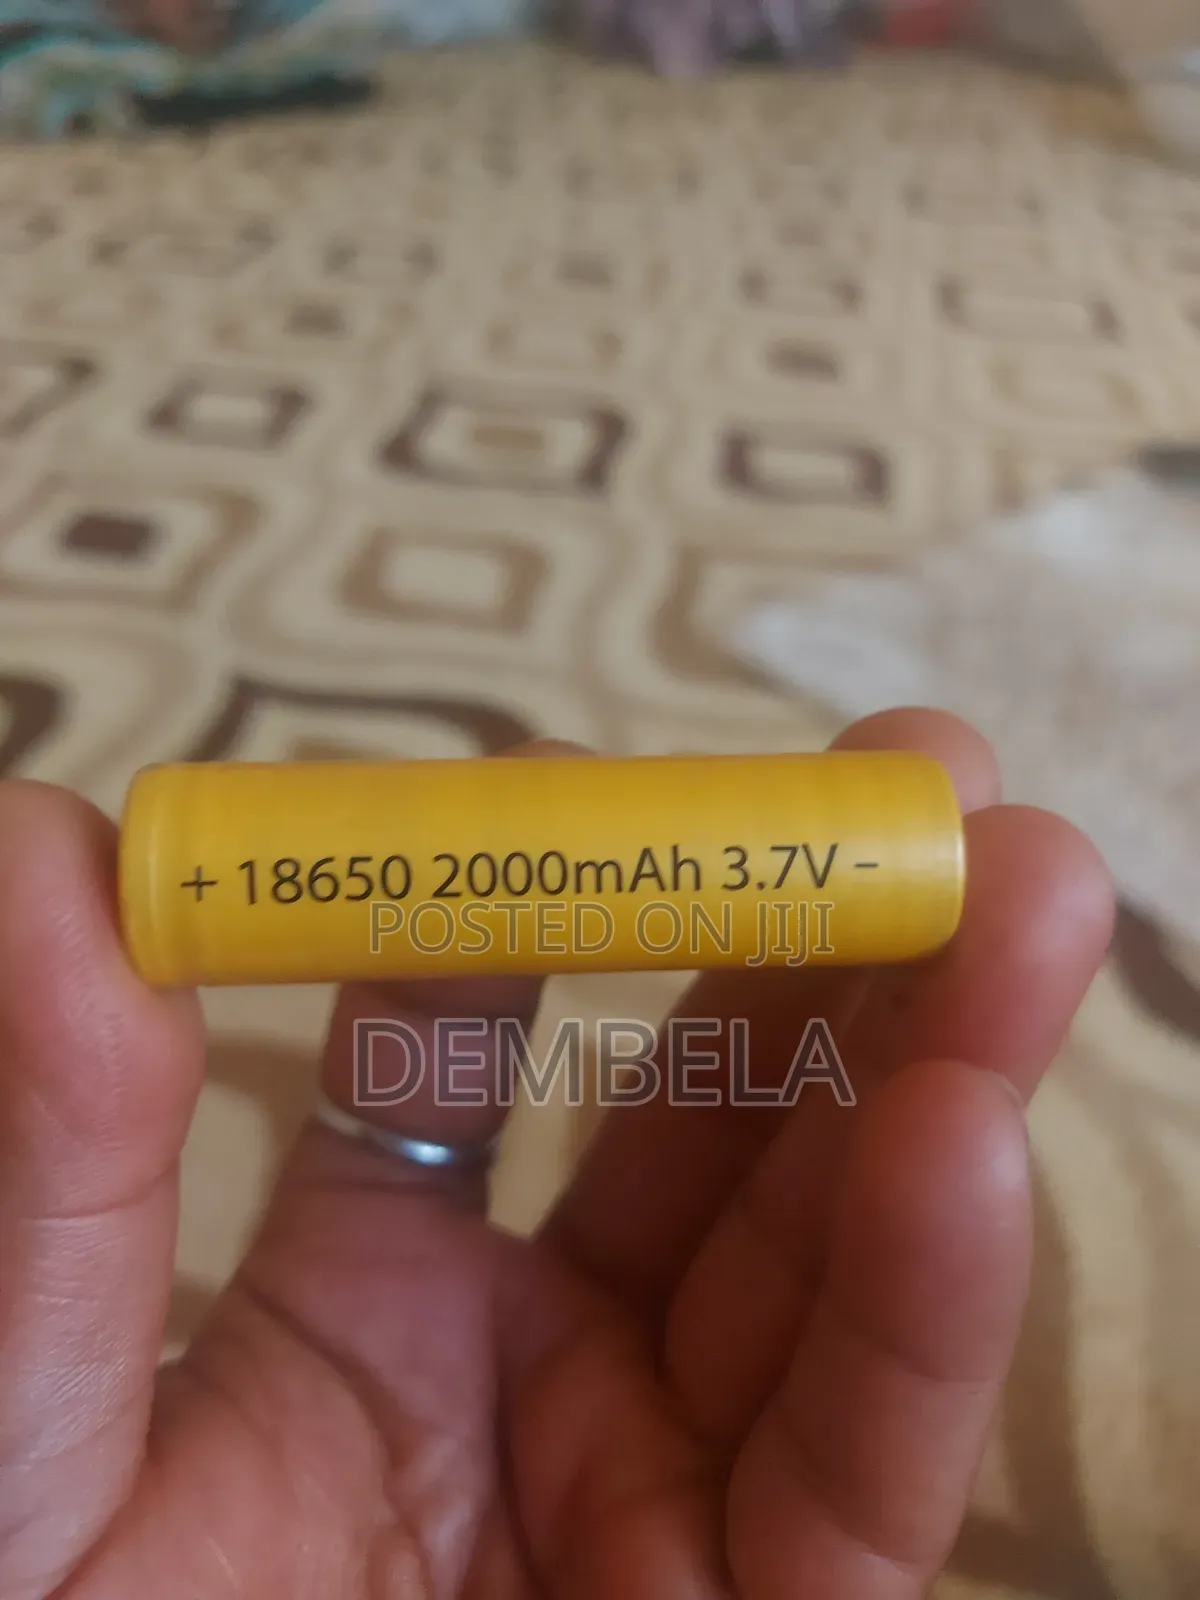 + 18650 2000mAh 3.7V -
POSTED ON JIJI
DEMBELA